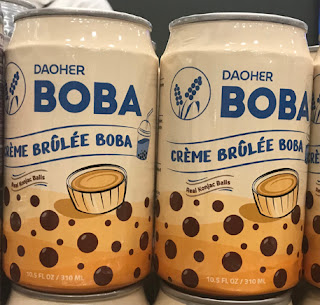 DAOHER
BOBA
CRÈME BRÛLÉE BOBA
Real Konjac Balls
10.5 FL OZ / 310 ML
DAOHER
BOBA
CRÈME BRÛLÉE BOBA
Real Konjac Balls
10.5 FL OZ / 310 ML